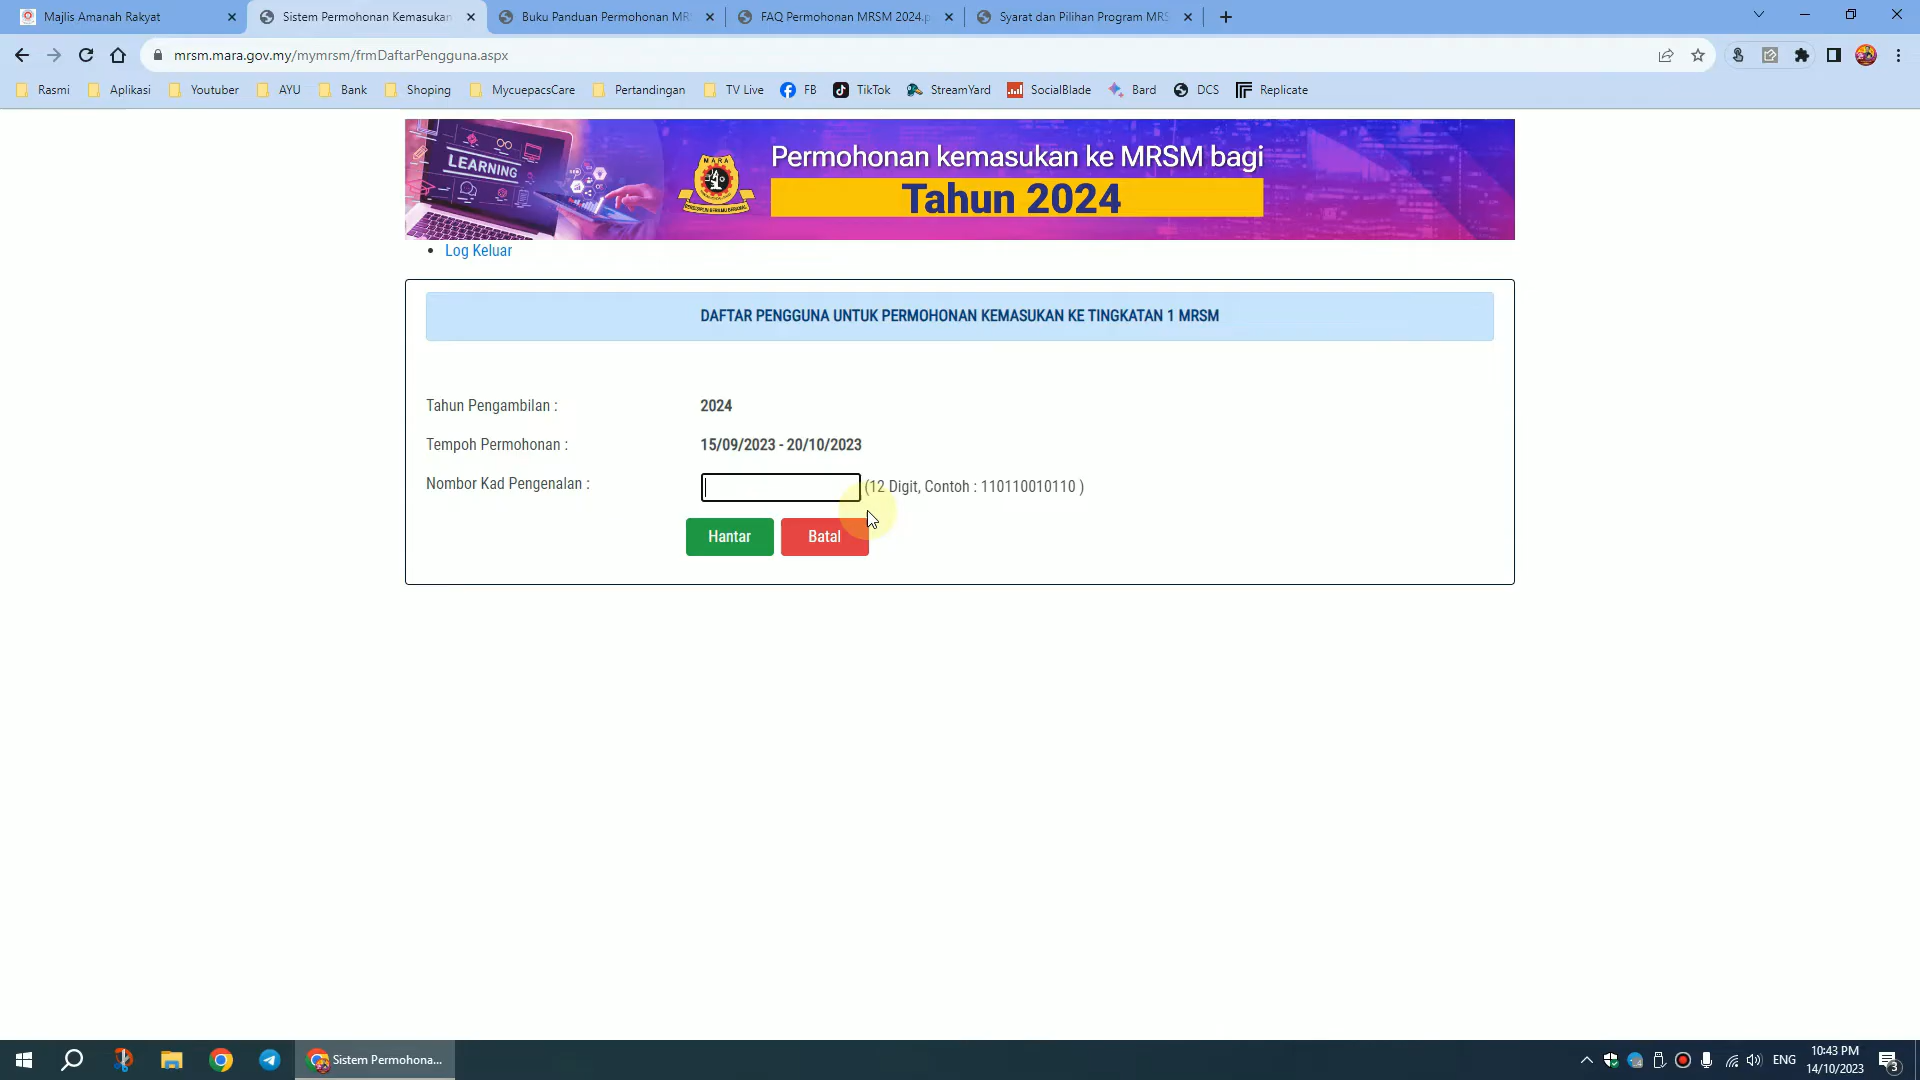 Majlis Amanah Rakyat
Sistem Permohonan Kemasukan
Buku Panduan Permohonan MR
FAQ Permohonan MRSM 2024.p
Syarat dan Pilihan Program MRS
mrsm.mara.gov.my/mymrsm/frmDaftarPengguna.aspx
Rasmi
Aplikasi
Youtuber
AYU
Bank
Shoping
MycuepacsCare
Pertandingan
TV Live
FB
TikTok
StreamYard
SocialBlade
Bard
DCS
Replicate
LEARNING
MARA
Permohonan kemasukan ke MRSM bagi
Tahun 2024
Log Keluar
DAFTAR PENGGUNA UNTUK PERMOHONAN KEMASUKAN KE TINGKATAN 1 MRSM
Tahun Pengambilan : 2024
Tempoh Permohonan : 15/09/2023 - 20/10/2023
Nombor Kad Pengenalan : (12 Digit, Contoh : 110110010110 )
Hantar Batal
Sistem Permohona...
ENG
10:43 PM
14/10/2023
3